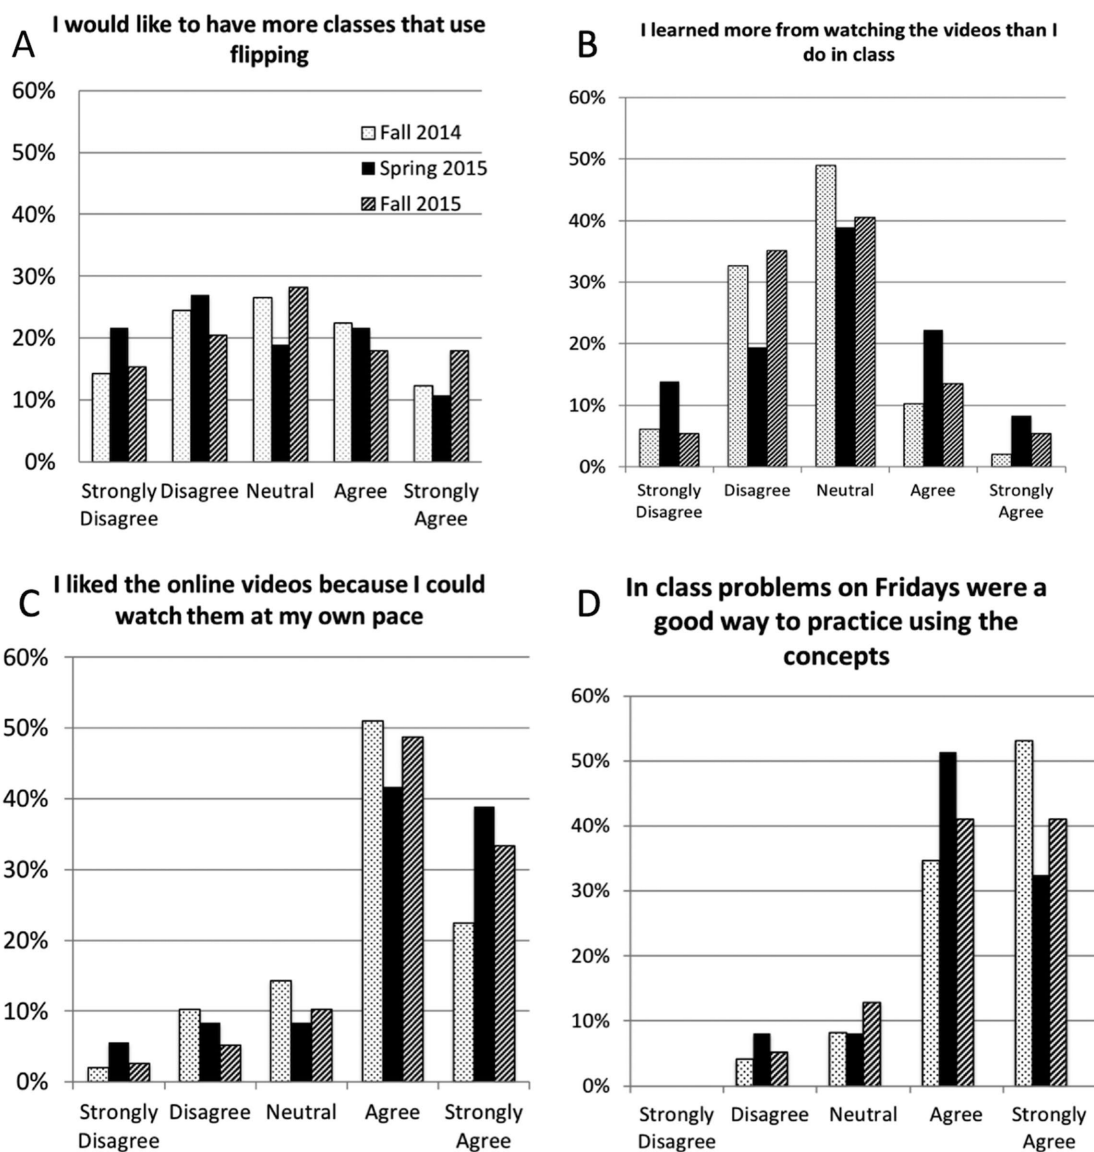 A
I would like to have more classes that use
flipping
60%
50%
40%
30%
20%
10%
0%
Fall 2014
Spring 2015
Fall 2015
Strongly Disagree Neutral Agree Strongly
Disagree Agree
B
I learned more from watching the videos than I
do in class
60%
50%
40%
30%
20%
10%
0%
Strongly Disagree Neutral Agree Strongly
Disagree Agree
C
I liked the online videos because I could
watch them at my own pace
60%
50%
40%
30%
20%
10%
0%
Strongly Disagree Neutral Agree Strongly
Disagree Agree
D
In class problems on Fridays were a
good way to practice using the
concepts
60%
50%
40%
30%
20%
10%
0%
Strongly Disagree Neutral Agree Strongly
Disagree Agree